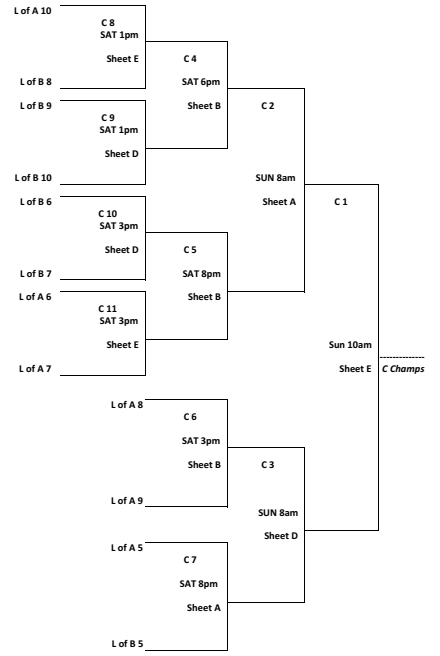 L of A 10
C 8
SAT 1pm
Sheet E
C 4
L of B 8
SAT 6pm
L of B 9
Sheet B
C 2
C 9
SAT 1pm
Sheet D
L of B 10
SUN 8am
L of B 6
Sheet A
C 1
C 10
SAT 3pm
Sheet D
C 5
L of B 7
SAT 8pm
L of A 6
Sheet B
C 11
SAT 3pm
Sheet E
Sun 10am
L of A 7
Sheet E
C Champs
L of A 8
C 6
SAT 3pm
Sheet B
C 3
L of A 9
SUN 8am
Sheet D
L of A 5
C 7
SAT 8pm
Sheet A
L of B 5